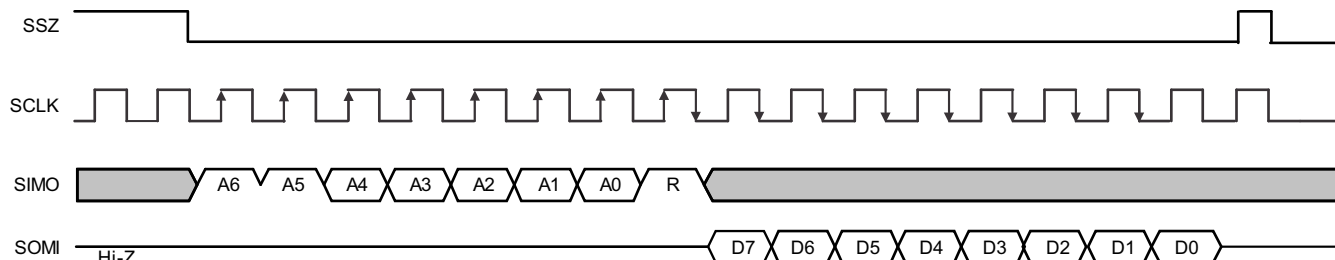 SSZ
SCLK
SIMO A6 A5 A4 A3 A2 A1 A0 R
SOMI Hi-Z D7 D6 D5 D4 D3 D2 D1 D0